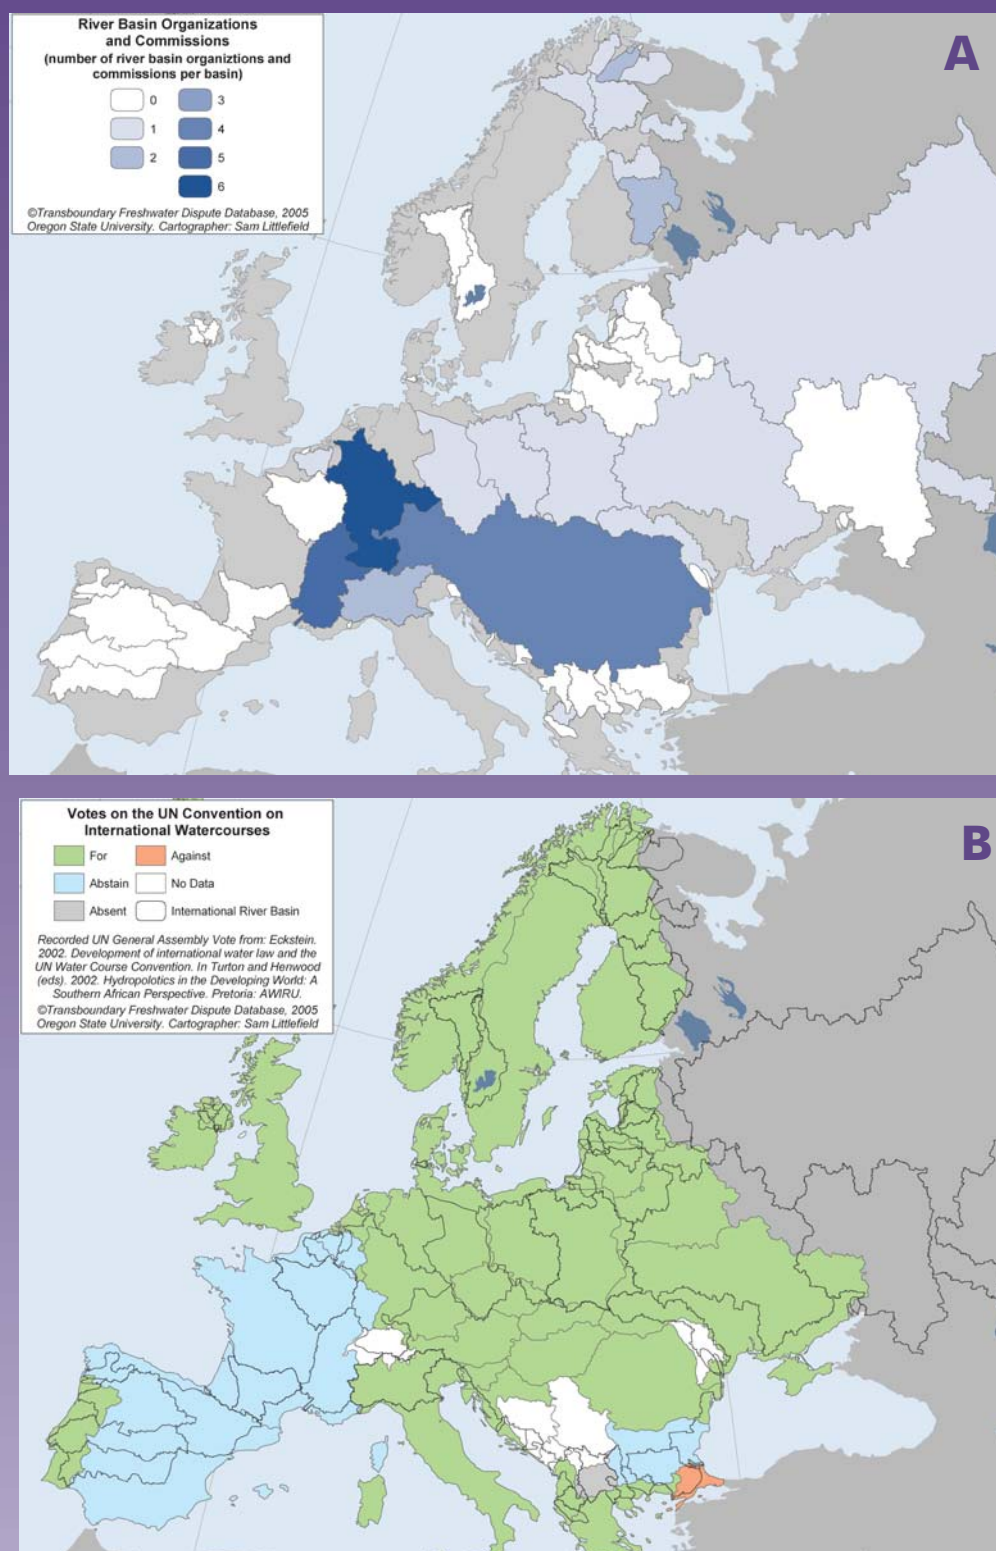 River Basin Organizations
and Commissions
(number of river basin organiztions and
commissions per basin)
0 3
1 4
2 5
6
©Transboundary Freshwater Dispute Database, 2005
Oregon State University. Cartographer: Sam Littlefield
A
Votes on the UN Convention on
International Watercourses
For Against
Abstain No Data
Absent International River Basin
Recorded UN General Assembly Vote from: Eckstein.
2002. Development of international water law and the
UN Water Course Convention. In Turton and Henwood
(eds). 2002. Hydropolotics in the Developing World: A
Southern African Perspective. Pretoria: AWIRU.
©Transboundary Freshwater Dispute Database, 2005
Oregon State University. Cartographer: Sam Littlefield
B